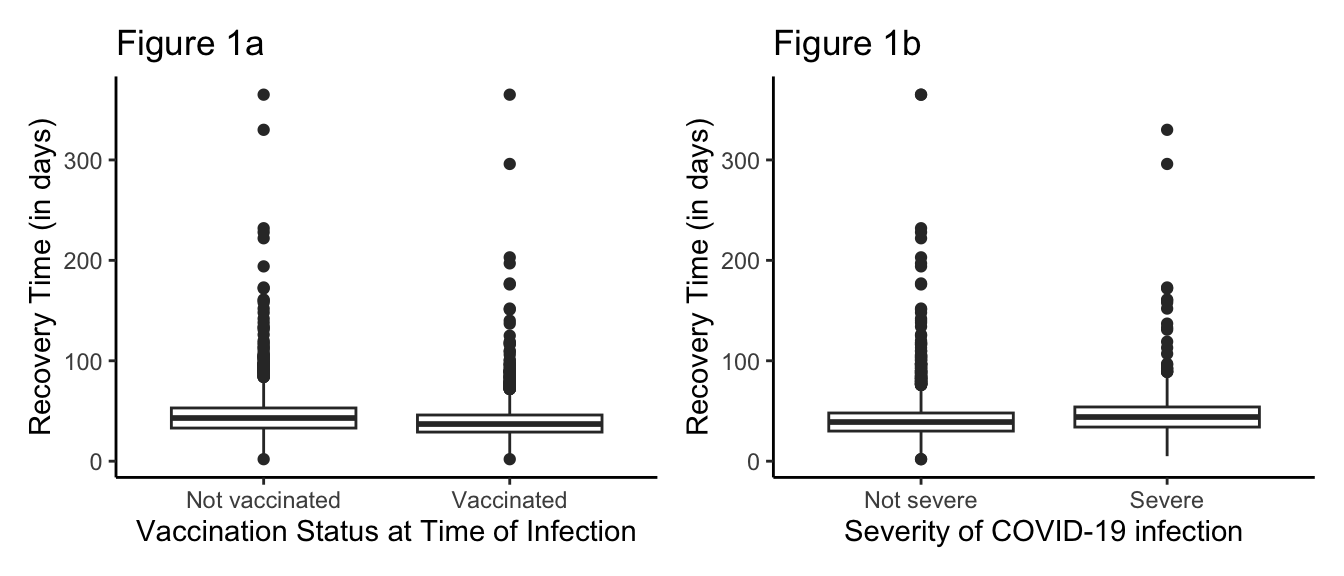 Figure 1a
Recovery Time (in days)
300
200
100
0
Not vaccinated Vaccinated
Vaccination Status at Time of Infection
Figure 1b
Recovery Time (in days)
300
200
100
0
Not severe Severe
Severity of COVID-19 infection